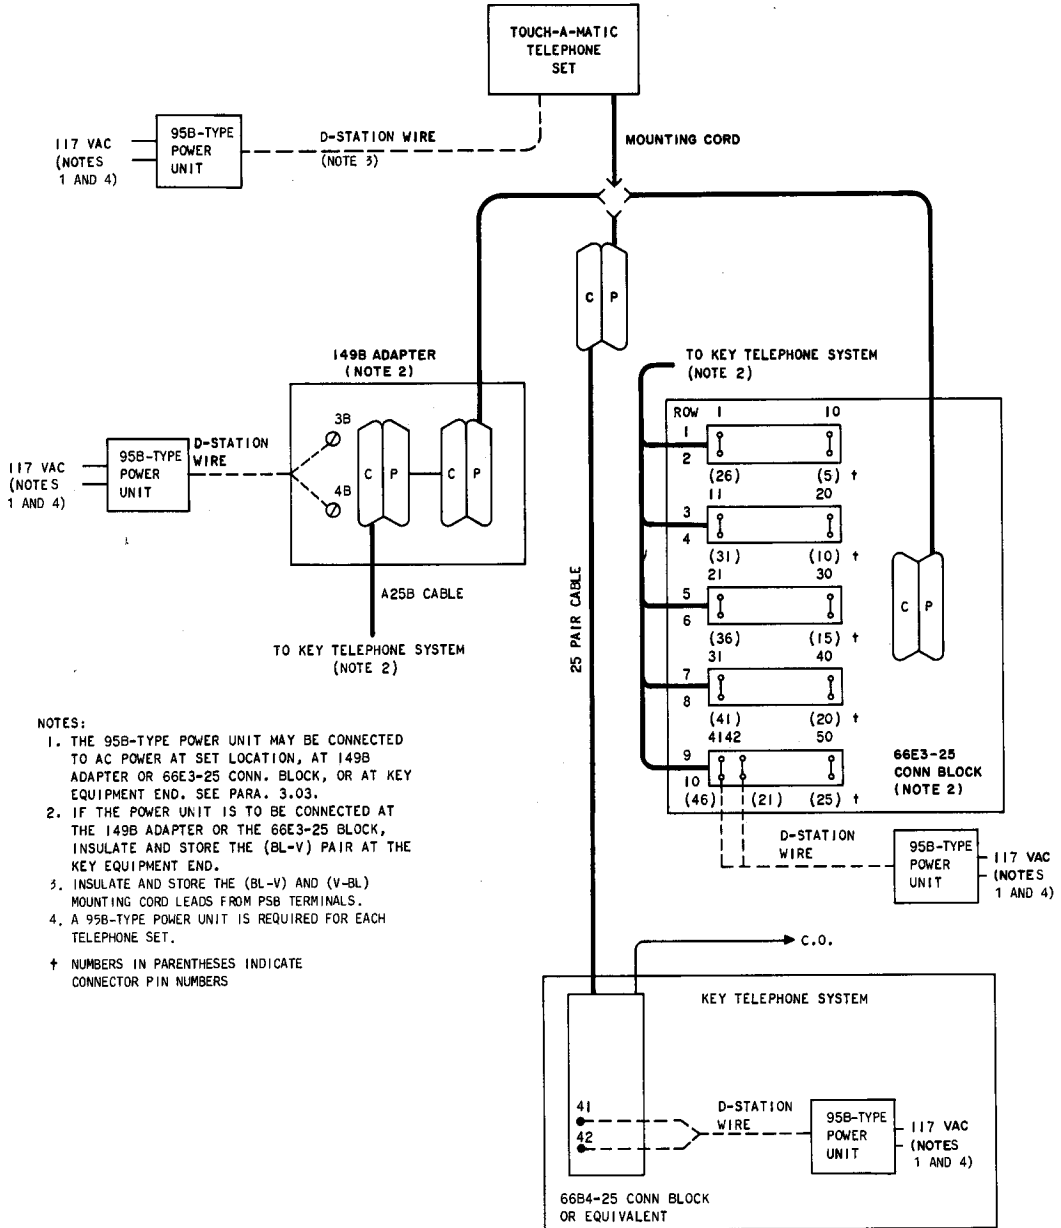 TOUCH-A-MATIC
TELEPHONE
SET
117 VAC
(NOTES
1 AND 4)
95B-TYPE
POWER
UNIT
D-STATION WIRE
(NOTE 3)
MOUNTING CORD
C P
149B ADAPTER
(NOTE 2)
117 VAC
(NOTES
1 AND 4)
95B-TYPE
POWER
UNIT
D-STATION
WIRE
3B
4B
C P
C P
A25B CABLE
TO KEY TELEPHONE SYSTEM
(NOTE 2)
25 PAIR CABLE
TO KEY TELEPHONE SYSTEM
(NOTE 2)
ROW 1 10
1
2
(26) (5) †
11 20
3
4
(31) (10) †
21 30
5
6
(36) (15) †
31 40
7
8
(41) (20) †
41 42 50
9
10
(46) (21) (25) †
C P
66E3-25
CONN BLOCK
(NOTE 2)
D-STATION
WIRE
95B-TYPE
POWER
UNIT
117 VAC
(NOTES
1 AND 4)
NOTES:
1. THE 95B-TYPE POWER UNIT MAY BE CONNECTED
TO AC POWER AT SET LOCATION, AT 149B
ADAPTER OR 66E3-25 CONN. BLOCK, OR AT KEY
EQUIPMENT END. SEE PARA. 3.03.
2. IF THE POWER UNIT IS TO BE CONNECTED AT
THE 149B ADAPTER OR THE 66E3-25 BLOCK,
INSULATE AND STORE THE (BL-V) PAIR AT THE
KEY EQUIPMENT END.
3. INSULATE AND STORE THE (BL-V) AND (V-BL)
MOUNTING CORD LEADS FROM PSB TERMINALS.
4. A 95B-TYPE POWER UNIT IS REQUIRED FOR EACH
TELEPHONE SET.
† NUMBERS IN PARENTHESES INDICATE
CONNECTOR PIN NUMBERS
C.O.
KEY TELEPHONE SYSTEM
41
42
D-STATION
WIRE
95B-TYPE
POWER
UNIT
117 VAC
(NOTES
1 AND 4)
66B4-25 CONN BLOCK
OR EQUIVALENT